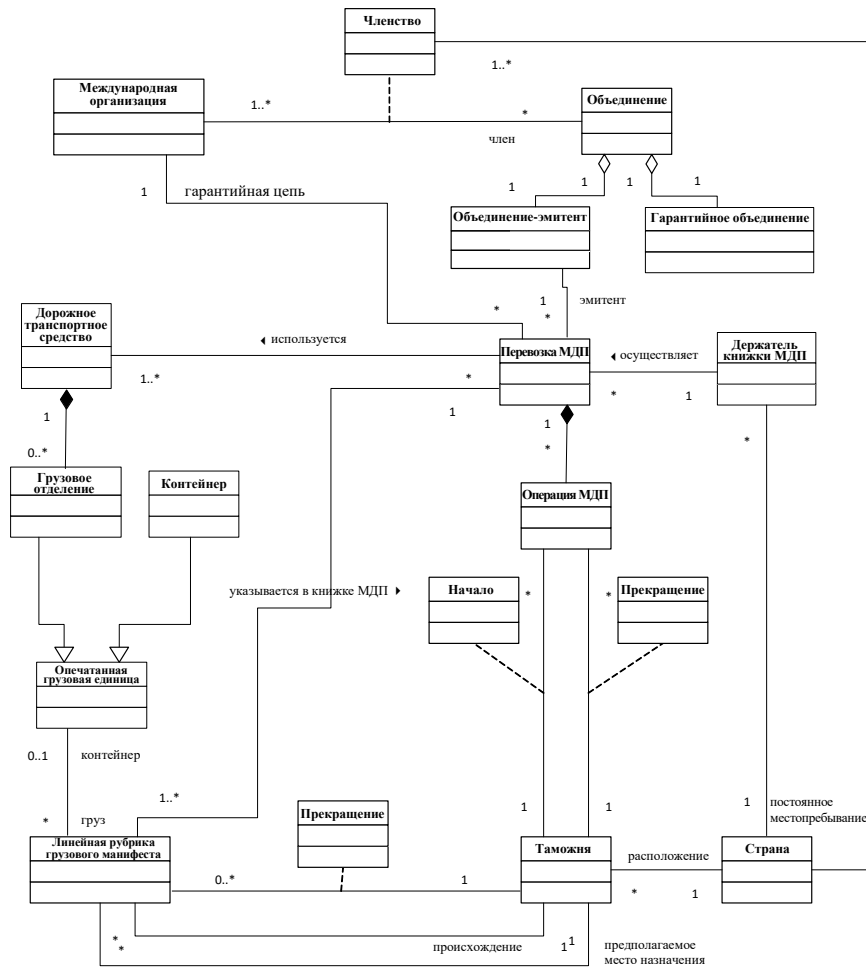 Членство
1..*
Международная
организация
1..*
*
Объединение
член
1
гарантийная цепь
1
1
1
1
Объединение-эмитент
Гарантийное объединение
1
эмитент
*
*
Дорожное
транспортное
средство
используется
1..*
Перевозка МДП
осуществляет
*
1
Держатель
книжки МДП
*
1
1
*
1
0..*
*
Грузовое
отделение
Контейнер
Операция МДП
указывается в книжке МДП
Начало
*
*
Прекращение
Опечатанная
грузовая единица
0..1
контейнер
1..*
*
груз
1
1
1
постоянное
местопребывание
Линейная рубрика
грузового манифеста
Прекращение
Таможня
расположение
Страна
0..*
1
*
1
*
*
происхождение
1
1
предполагаемое
место назначения